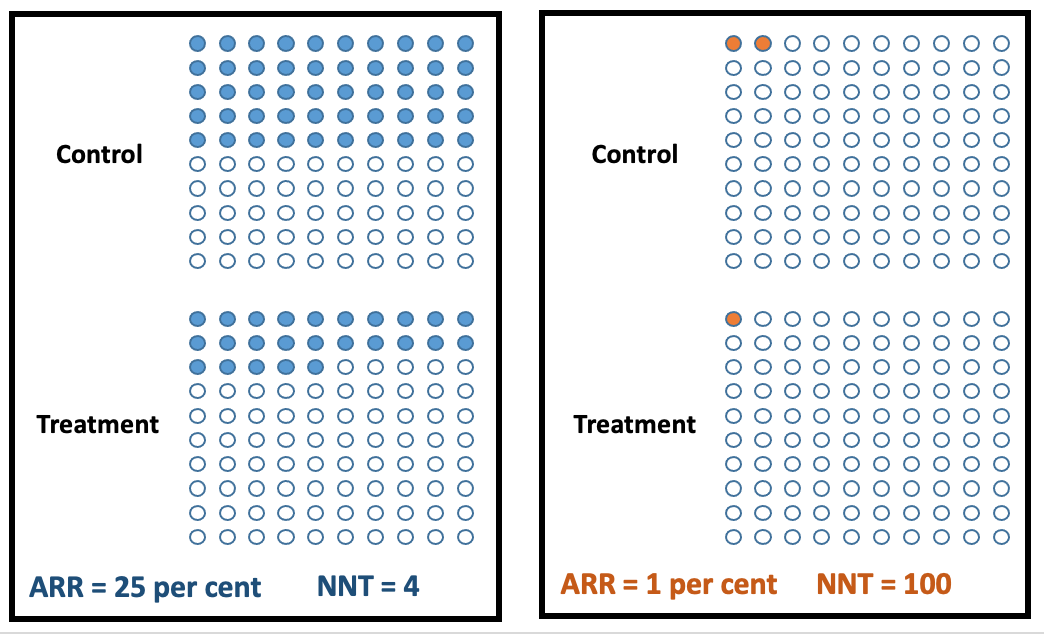 Control
Treatment
ARR = 25 per cent NNT = 4
Control
Treatment
ARR = 1 per cent NNT = 100